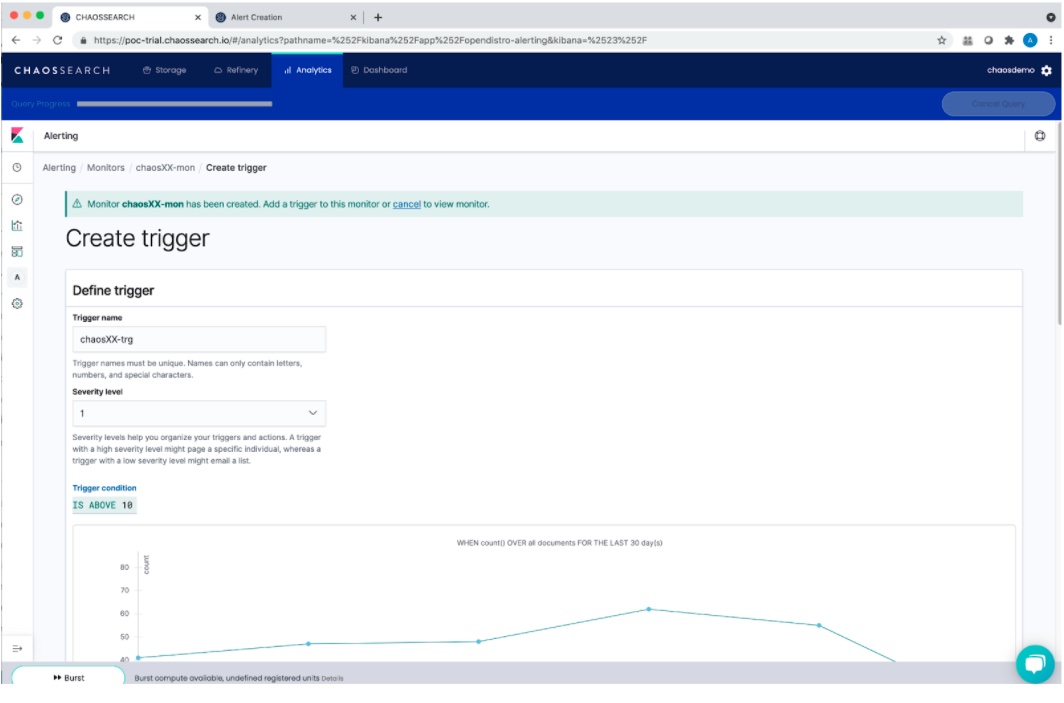 CHAOSSEARCH
Alert Creation
https://poc-trial.chaossearch.io/#/analytics?pathname=%252Fkibana%252Fapp%252Fopendistro-alerting&kibana=%2523%252F
A
CHAOSSEARCH
Storage
Refinery
Analytics
Dashboard
chaosdemo
Query Progress
Cancel Query
Alerting
Alerting / Monitors / chaosXX-mon / Create trigger
Monitor chaosXX-mon has been created. Add a trigger to this monitor or cancel to view monitor.
Create trigger
A
Define trigger
Trigger name
chaosXX-trg
Trigger names must be unique. Names can only contain letters,
numbers, and special characters.
Severity level
1
Severity levels help you organize your triggers and actions. A trigger
with a high severity level might page a specific individual, whereas a
trigger with a low severity level might email a list.
Trigger condition
IS ABOVE 10
WHEN count() OVER all documents FOR THE LAST 30 day(s)
count
80
70
60
50
40
Burst
Burst compute available, undefined registered units Details